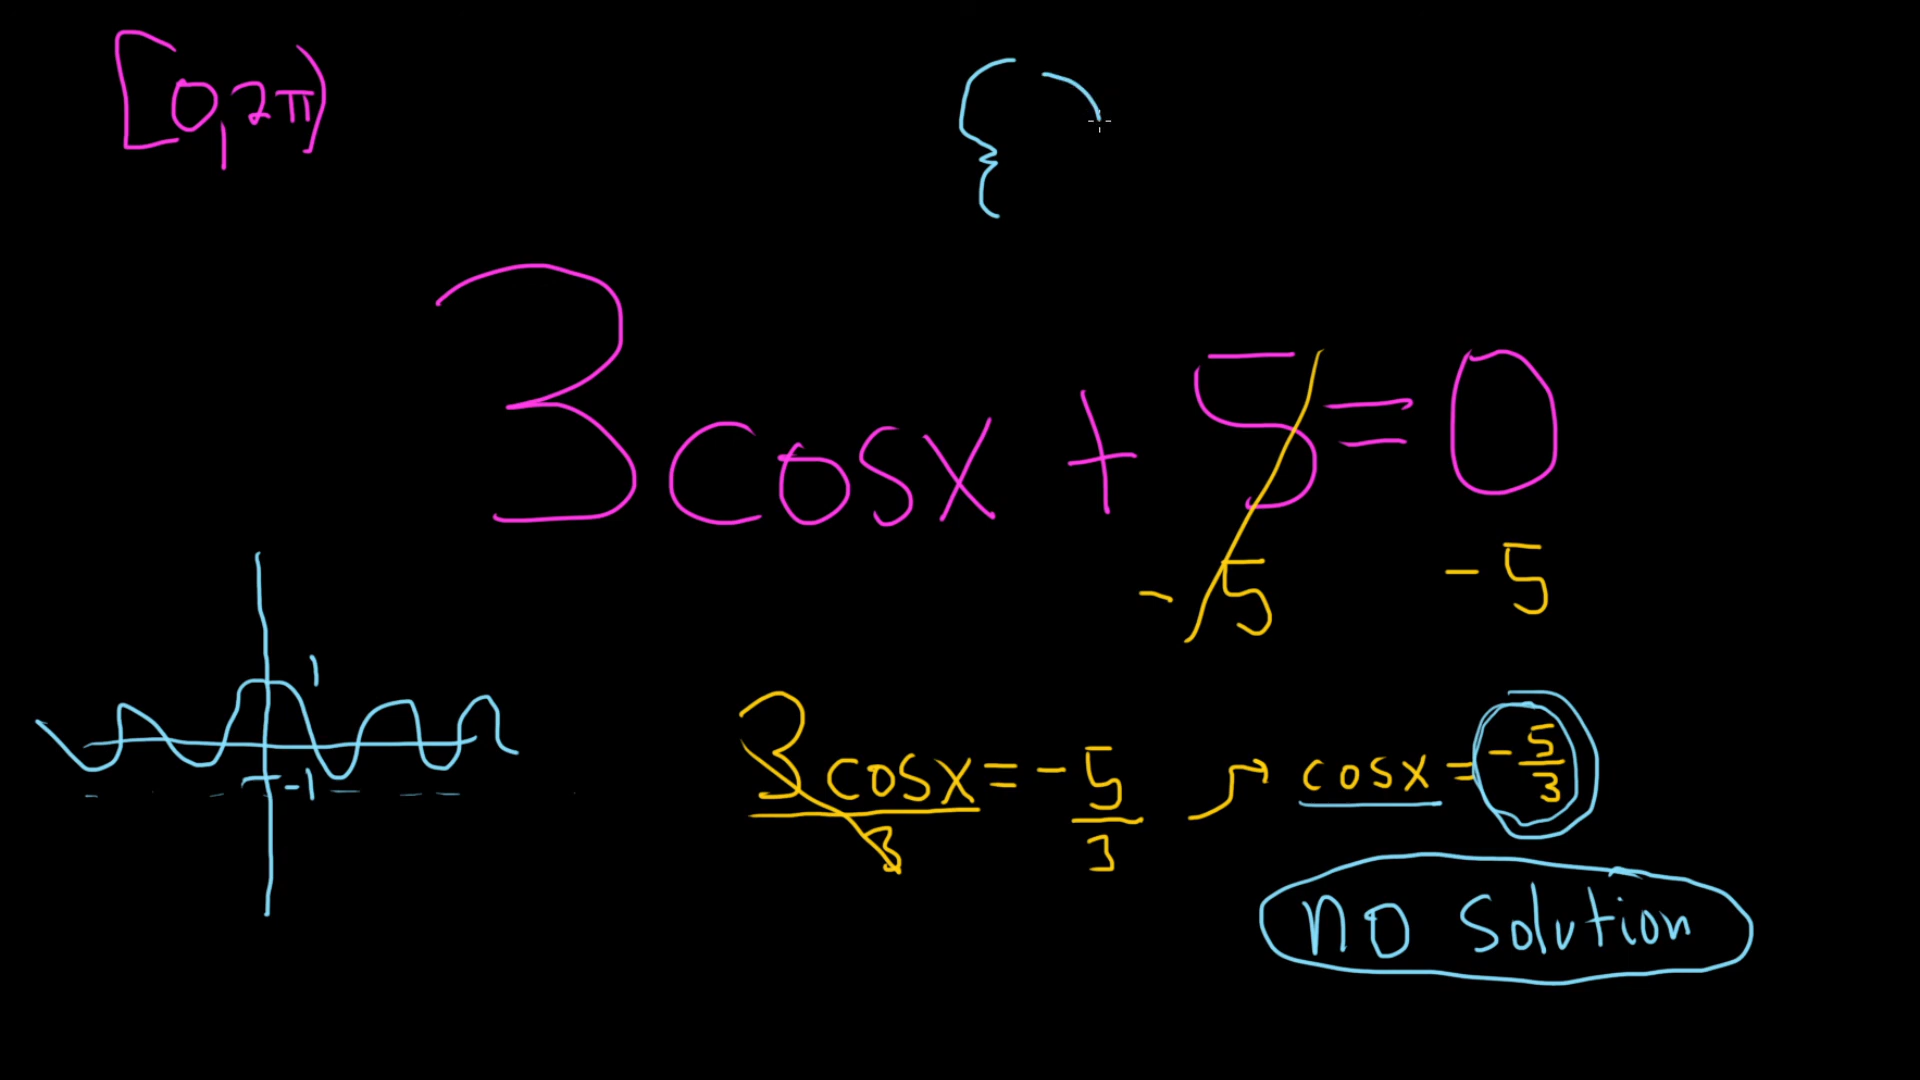 [0,2π)
{
3cosx + 5 = 0
- 5 - 5
1
-1
3cosx/3 = -5/3 → cosx = -5/3
no solution